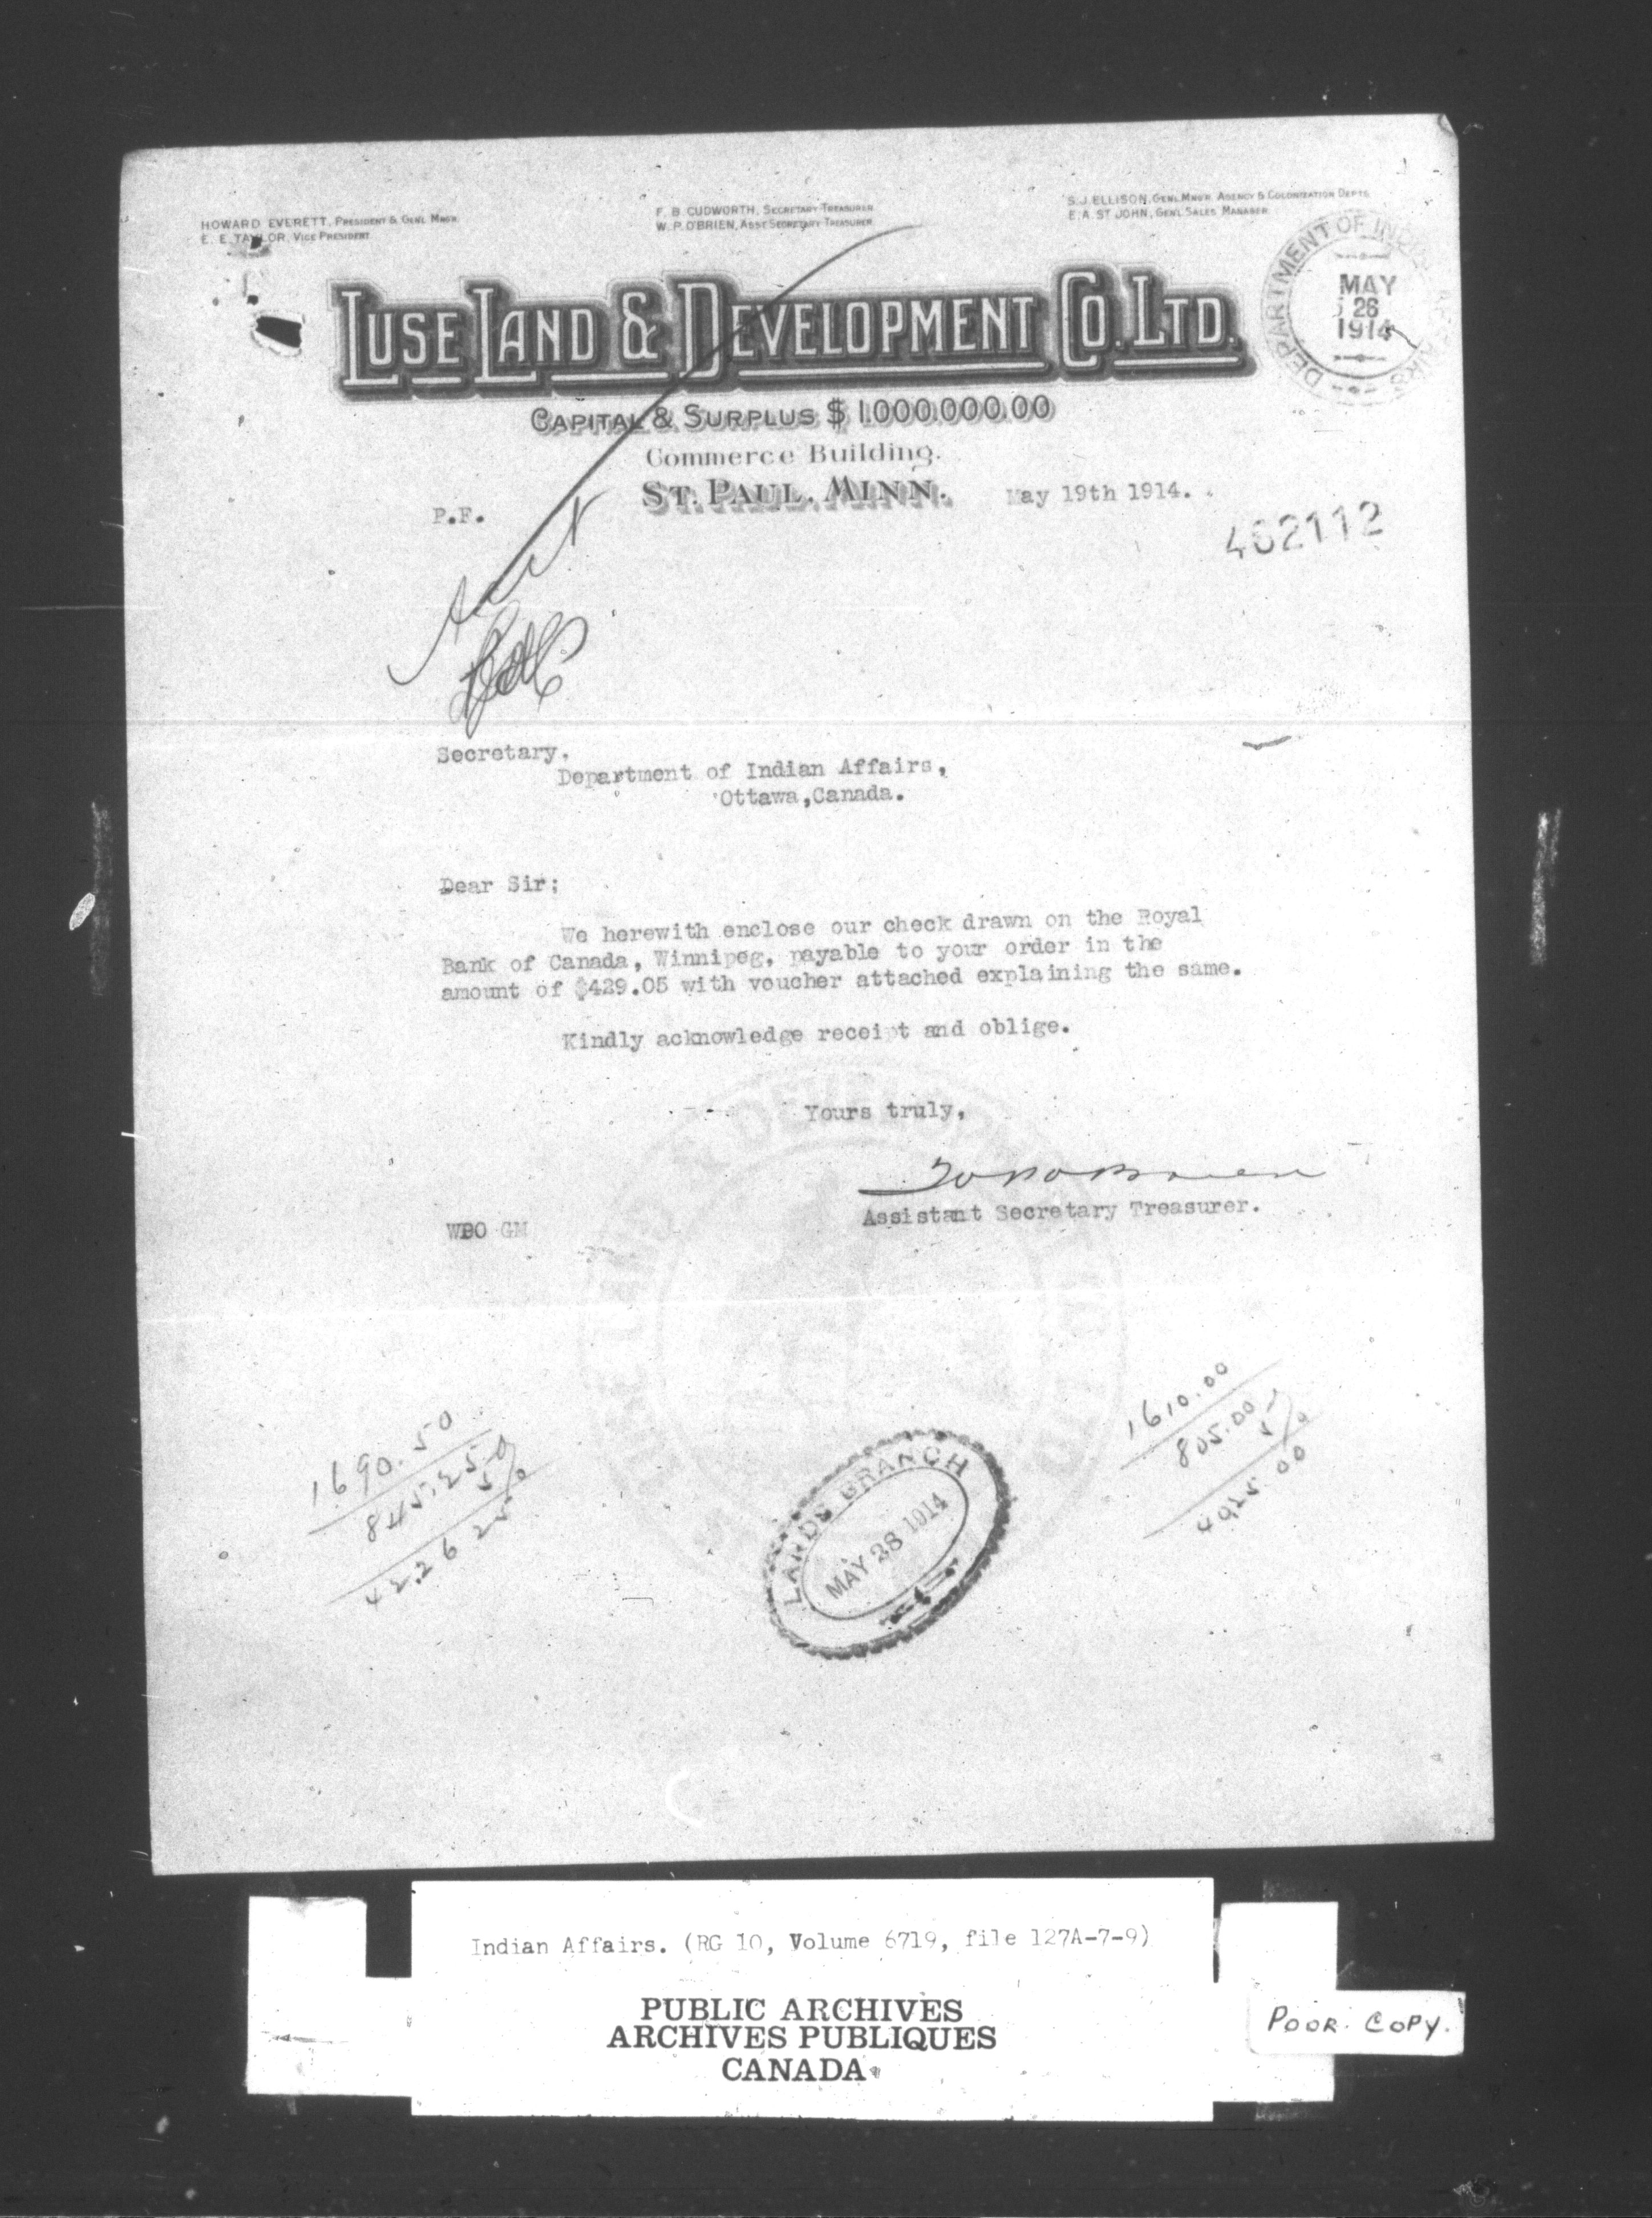 HOWARD EVERETT, PRESIDENT & GENL MNGR.
E. E. TAYLOR, VICE PRESIDENT
F. B. CUDWORTH, SECRETARY-TREASURER
W. P. O'BRIEN, ASST SECRETARY TREASURER
S. J. ELLISON, GENL MNGR. AGENCY & COLONIZATION DEPTS
E. A. ST JOHN, GENL SALES MANAGER
DEPARTMENT OF INDIAN AFFAIRS
MAY
26
1914
LUSE LAND & DEVELOPMENT CO. LTD.
CAPITAL & SURPLUS $1.000.000.00
Commerce Building.
ST. PAUL, MINN.
May 19th 1914.
P.F.
462112
Secretary,
Department of Indian Affairs,
Ottawa,Canada.
Dear Sir;
We herewith enclose our check drawn on the Royal
Bank of Canada, Winnipeg, payable to your order in the
amount of $429.05 with voucher attached explaining the same.
Kindly acknowledge receipt and oblige.
Yours truly,
Assistant Secretary Treasurer.
WBO GM
1690.50
1610.00
805.00
LANDS BRANCH
MAY 28 1914
Indian Affairs. (RG 10, Volume 6719, file 127A-7-9)
PUBLIC ARCHIVES
ARCHIVES PUBLIQUES
CANADA
POOR COPY.